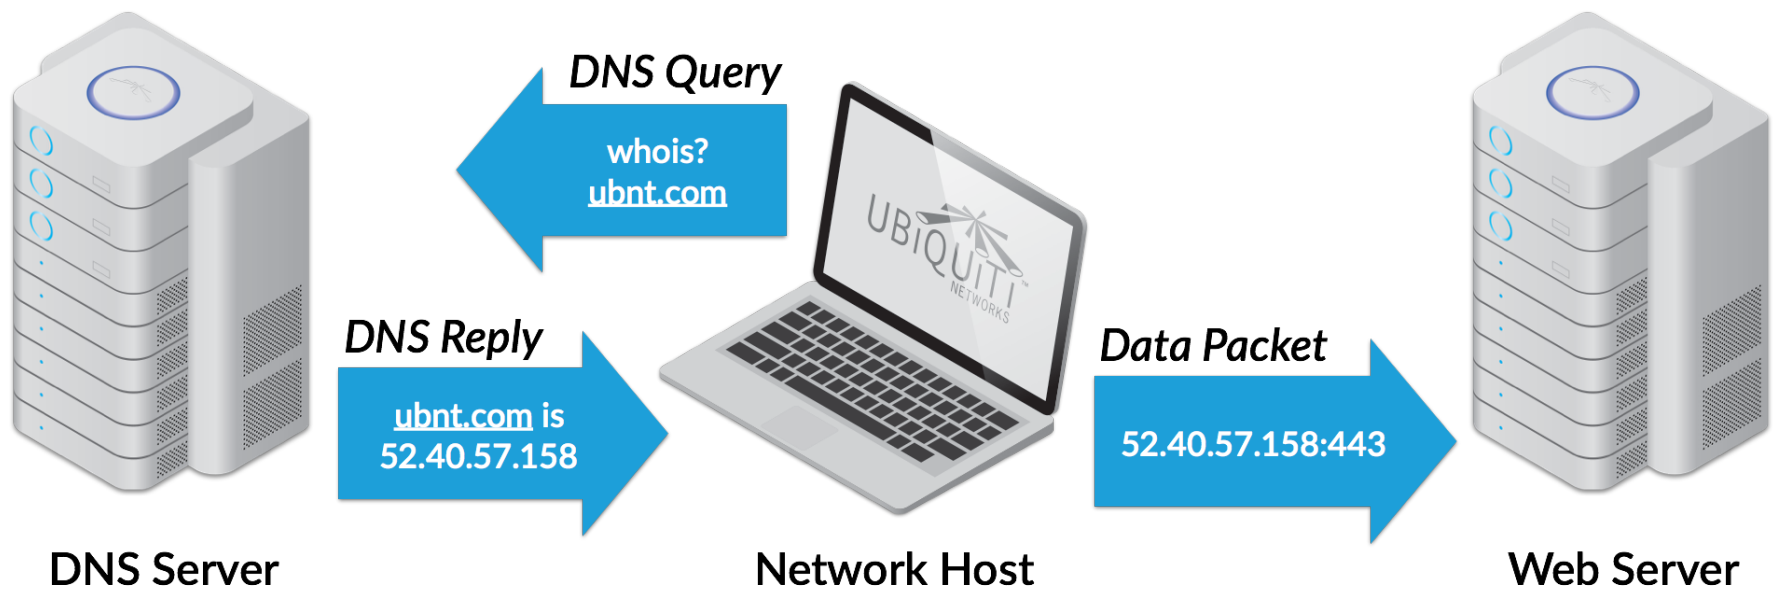 DNS Query
whois?
ubnt.com
UBiQUiTi
NETWORKS
™
DNS Reply
ubnt.com is
52.40.57.158
Data Packet
52.40.57.158:443
DNS Server
Network Host
Web Server